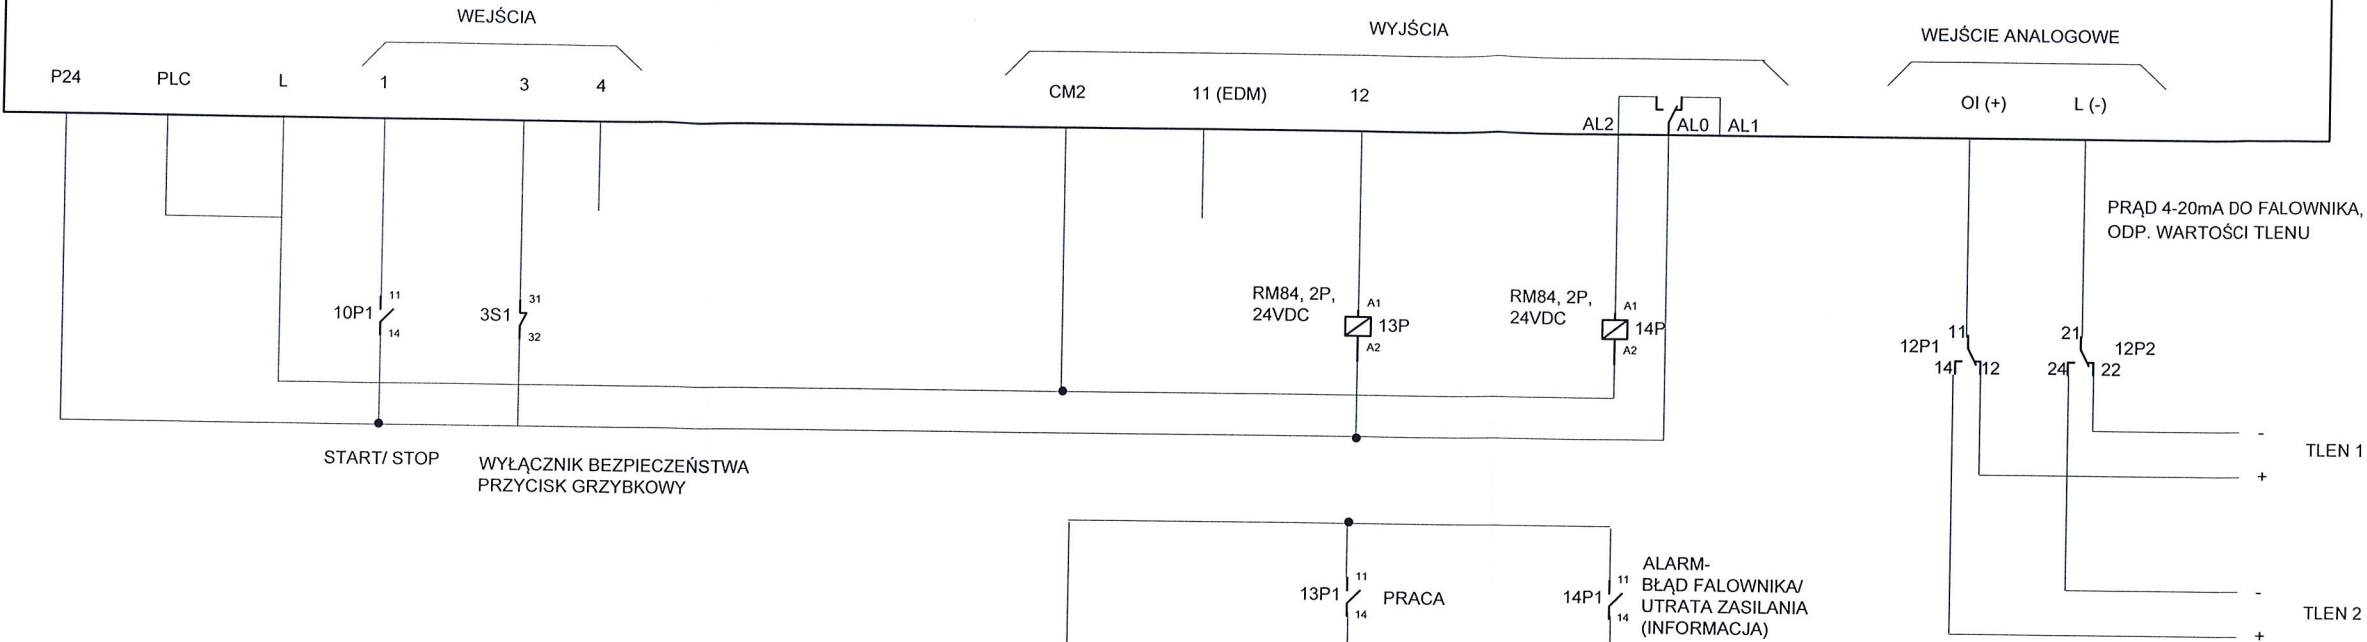 WEJŚCIA
WYJŚCIA
WEJŚCIE ANALOGOWE
P24
PLC
L
1
3
4
CM2
11 (EDM)
12
AL2
AL0
AL1
OI (+)
L (-)
PRĄD 4-20mA DO FALOWNIKA,
ODP. WARTOŚCI TLENU
10P1
11
14
3S1
31
32
RM84, 2P,
24VDC
A1
13P
A2
RM84, 2P,
24VDC
A1
14P
A2
12P1
11
14
12
21
12P2
24
22
-
TLEN 1
+
START/ STOP
WYŁĄCZNIK BEZPIECZEŃSTWA
PRZYCISK GRZYBKOWY
13P1
11
14
PRACA
14P1
11
14
ALARM-
BŁĄD FALOWNIKA/
UTRATA ZASILANIA
(INFORMACJA)
-
TLEN 2
+